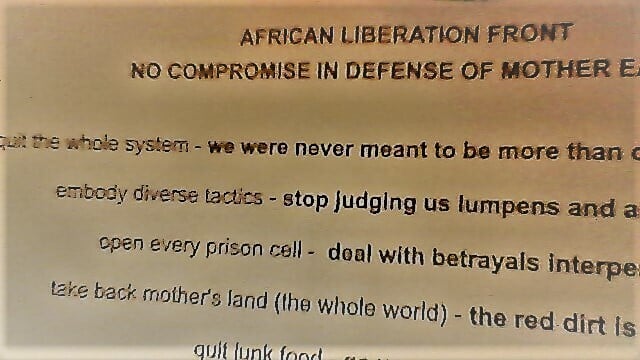 AFRICAN LIBERATION FRONT
NO COMPROMISE IN DEFENSE OF MOTHER
quit the whole system - we were never meant to be more than
embody diverse tactics - stop judging us lumpens and
open every prison cell - deal with betrayals
take back mother's land (the whole world) - the red dirt is
quit junk food -